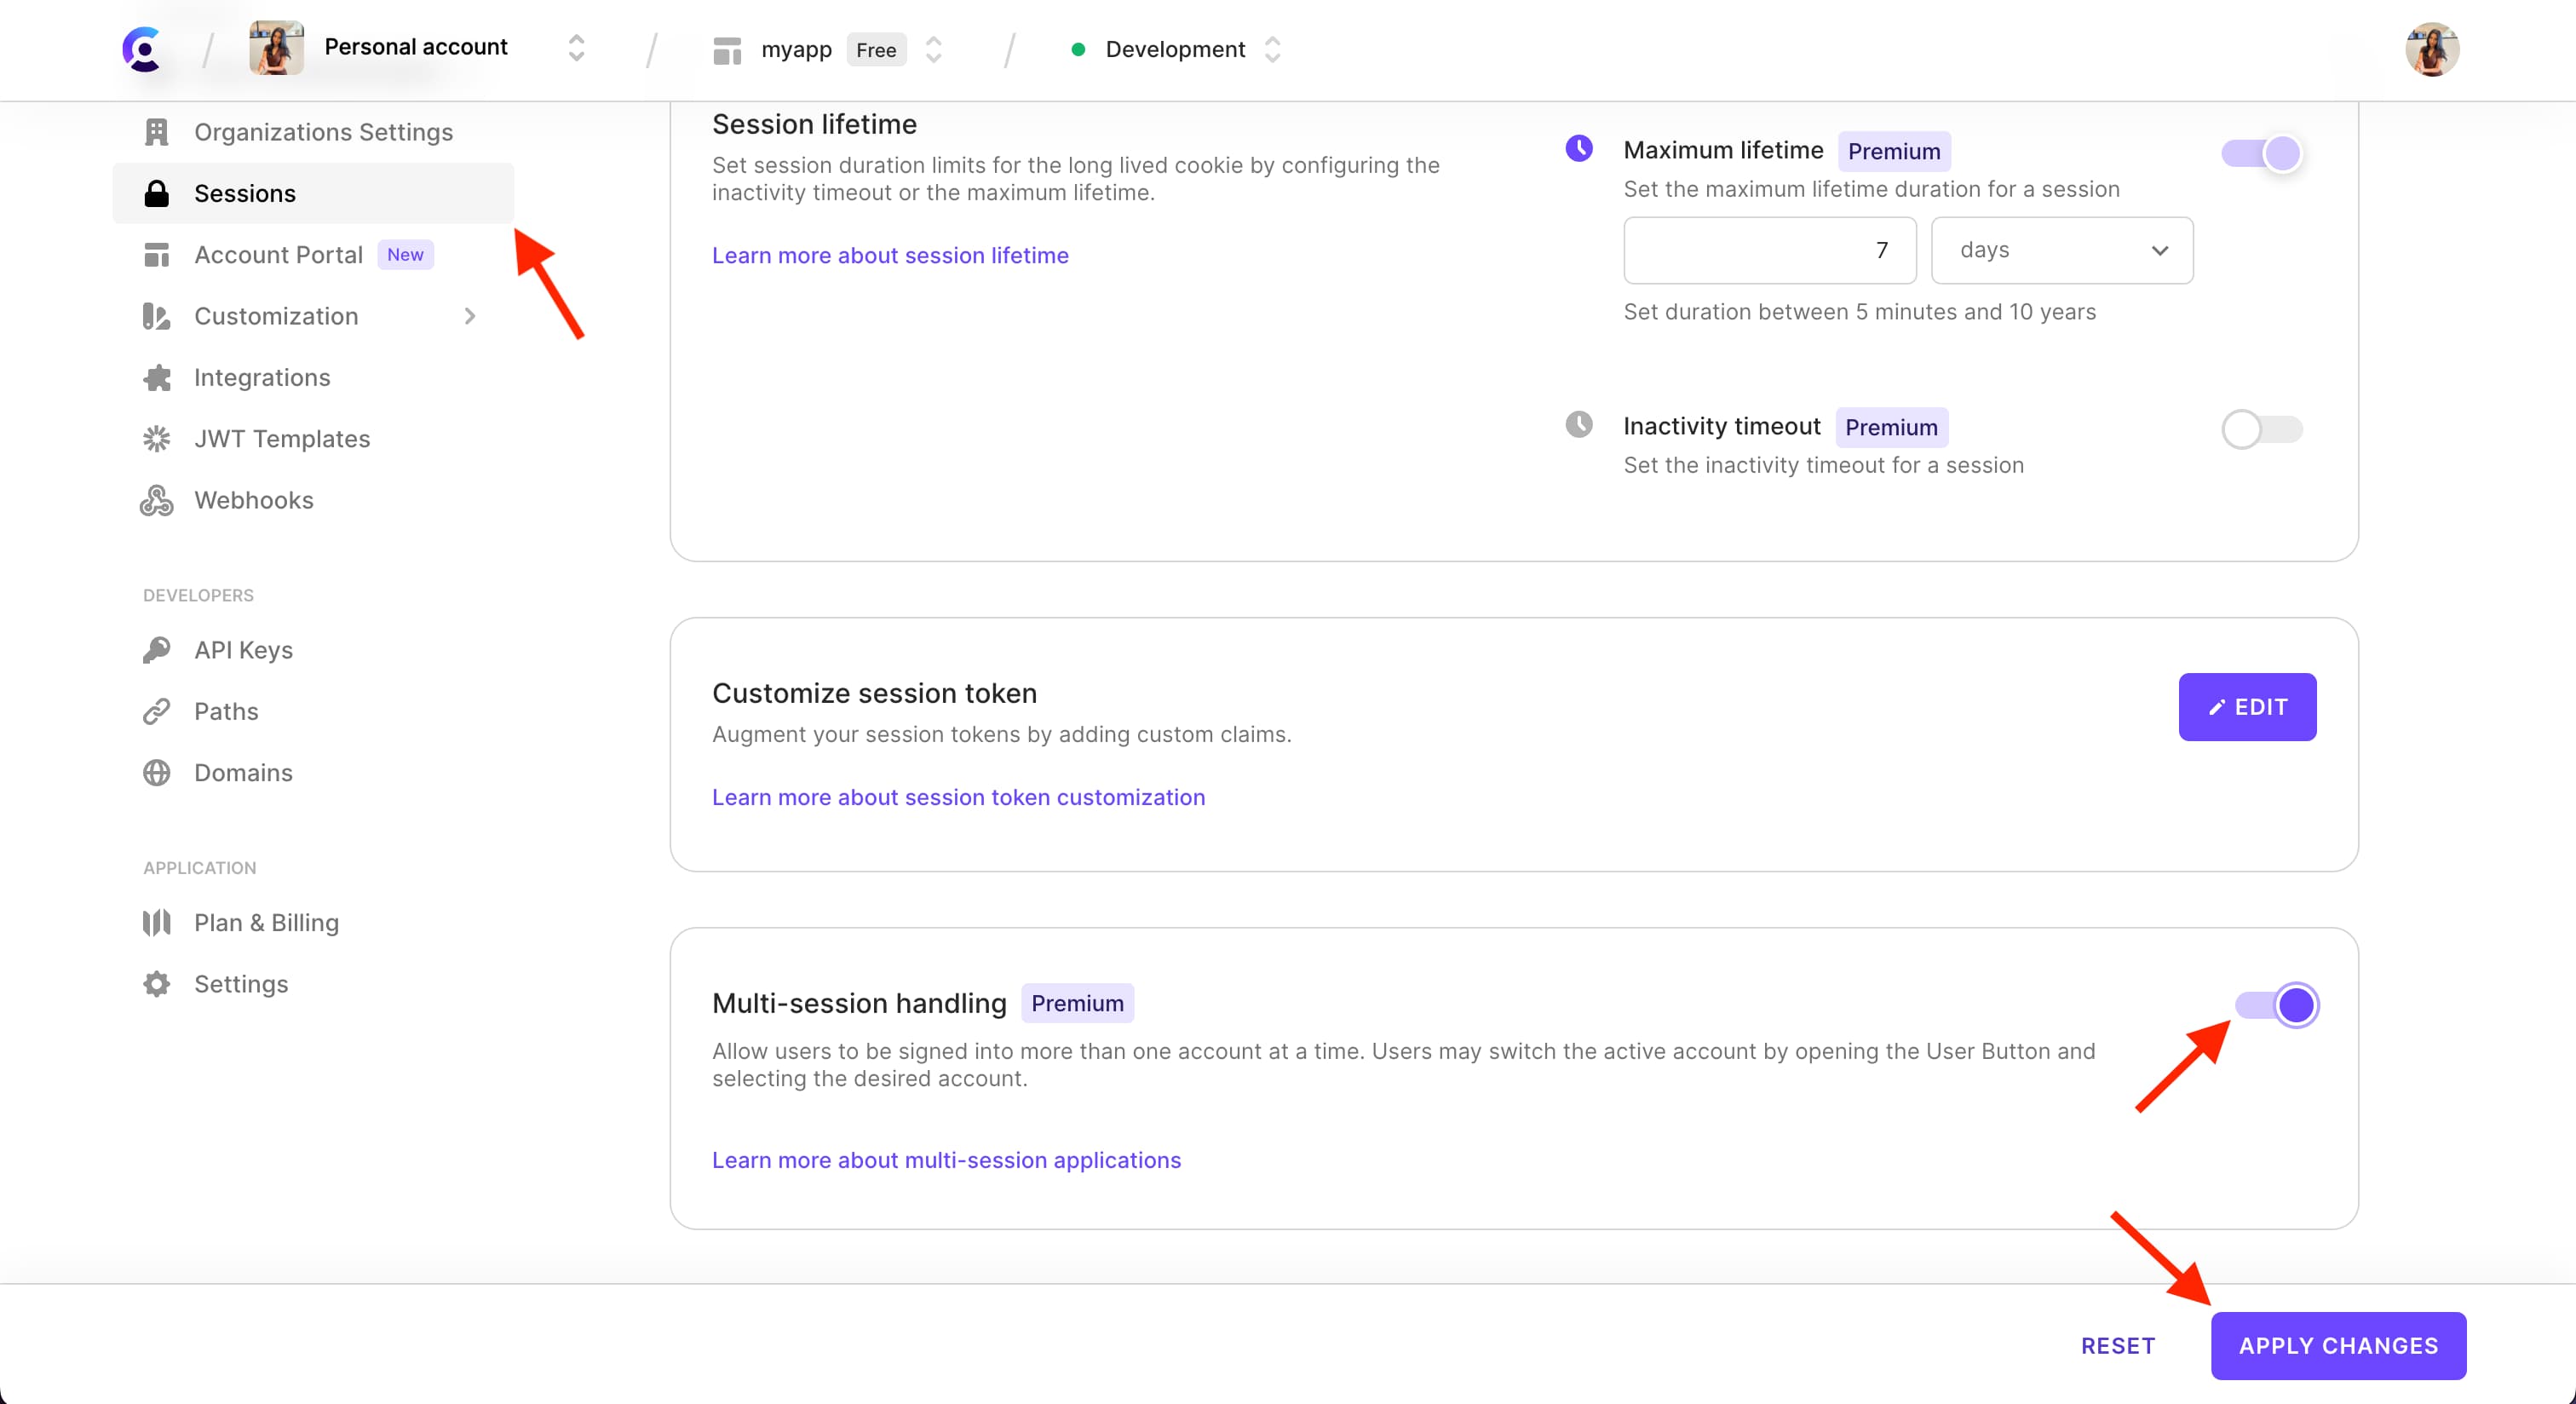 Personal account
myapp Free
Development
Organizations Settings
Sessions
Account Portal New
Customization
Integrations
JWT Templates
Webhooks
DEVELOPERS
API Keys
Paths
Domains
APPLICATION
Plan & Billing
Settings
Session lifetime
Set session duration limits for the long lived cookie by configuring the
inactivity timeout or the maximum lifetime.
Learn more about session lifetime
Maximum lifetime Premium
Set the maximum lifetime duration for a session
7 days
Set duration between 5 minutes and 10 years
Inactivity timeout Premium
Set the inactivity timeout for a session
Customize session token
Augment your session tokens by adding custom claims.
Learn more about session token customization
EDIT
Multi-session handling Premium
Allow users to be signed into more than one account at a time. Users may switch the active account by opening the User Button and
selecting the desired account.
Learn more about multi-session applications
RESET
APPLY CHANGES